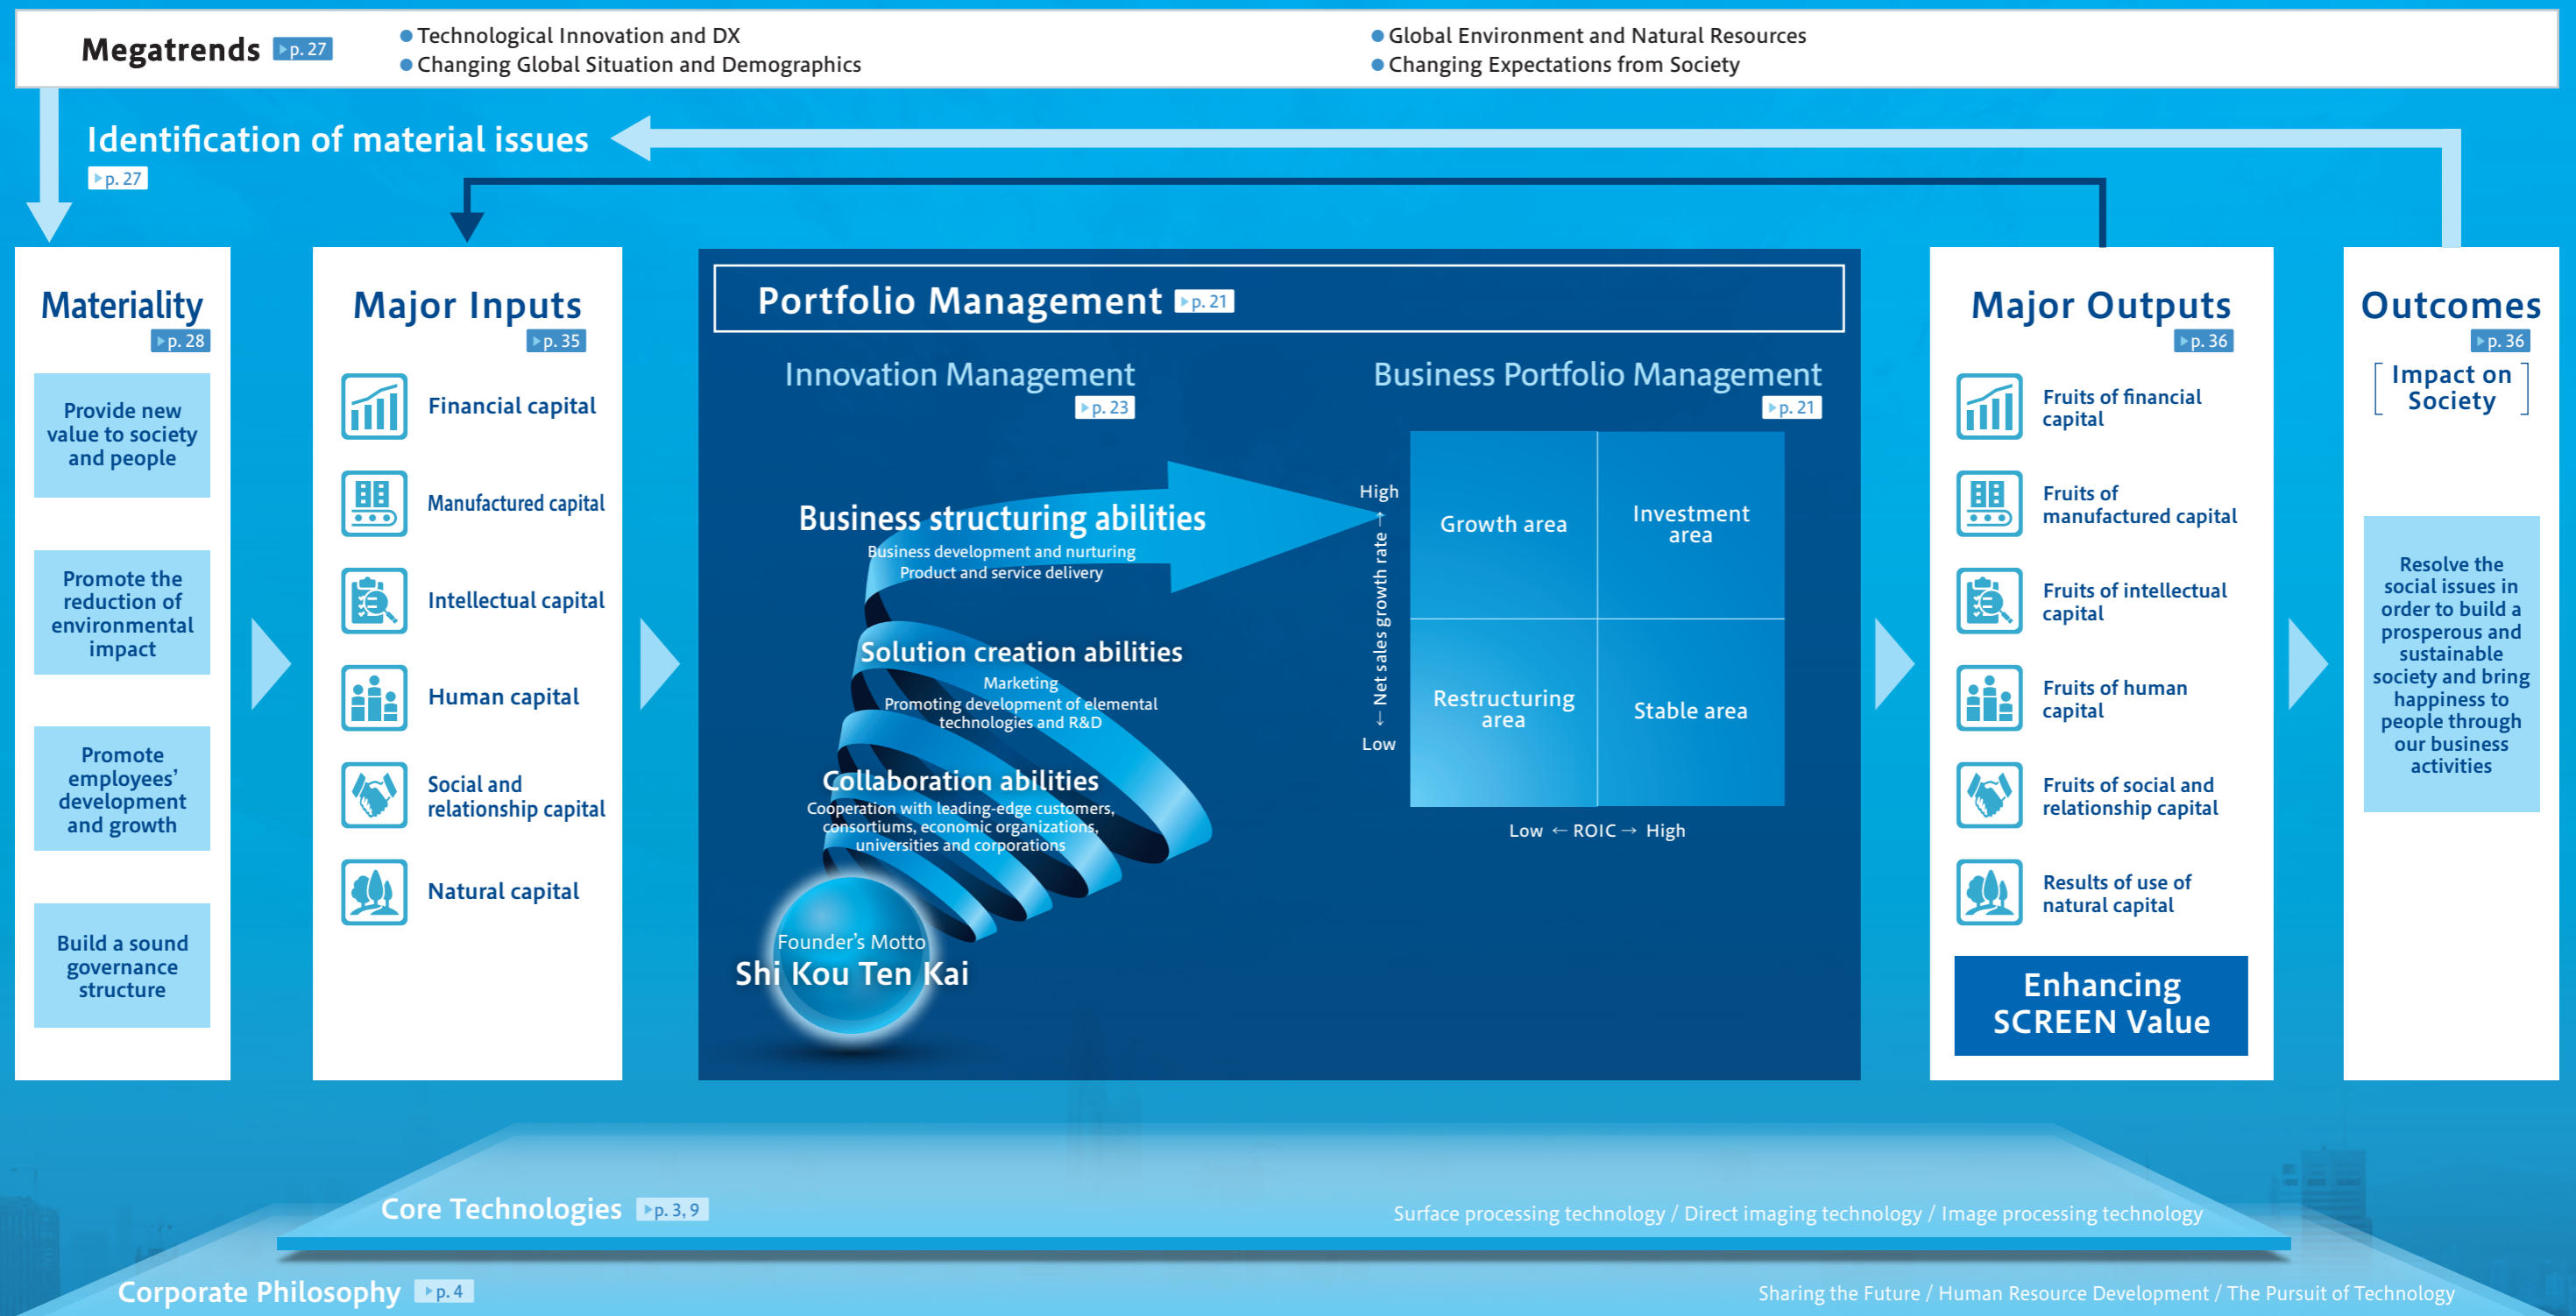 Megatrends p. 27
Technological Innovation and DX
Changing Global Situation and Demographics
Global Environment and Natural Resources
Changing Expectations from Society
Identification of material issues
p. 27
Materiality
p. 28
Provide new
value to society
and people
Promote the
reduction of
environmental
impact
Promote
employees’
development
and growth
Build a sound
governance
structure
Major Inputs
p. 35
Financial capital
Manufactured capital
Intellectual capital
Human capital
Social and
relationship capital
Natural capital
Portfolio Management p. 21
Innovation Management
p. 23
Business structuring abilities
Business development and nurturing
Product and service delivery
Solution creation abilities
Marketing
Promoting development of elemental
technologies and R&D
Collaboration abilities
Cooperation with leading-edge customers,
consortiums, economic organizations,
universities and corporations
Founder’s Motto
Shi Kou Ten Kai
Business Portfolio Management
p. 21
High
← Net sales growth rate →
Low
Growth area
Investment
area
Restructuring
area
Stable area
Low ← ROIC → High
Major Outputs
p. 36
Fruits of financial
capital
Fruits of
manufactured capital
Fruits of intellectual
capital
Fruits of human
capital
Fruits of social and
relationship capital
Results of use of
natural capital
Enhancing
SCREEN Value
Outcomes
p. 36
Impact on
Society
Resolve the
social issues in
order to build a
prosperous and
sustainable
society and bring
happiness to
people through
our business
activities
Core Technologies p. 3, 9
Surface processing technology / Direct imaging technology / Image processing technology
Corporate Philosophy p. 4
Sharing the Future / Human Resource Development / The Pursuit of Technology